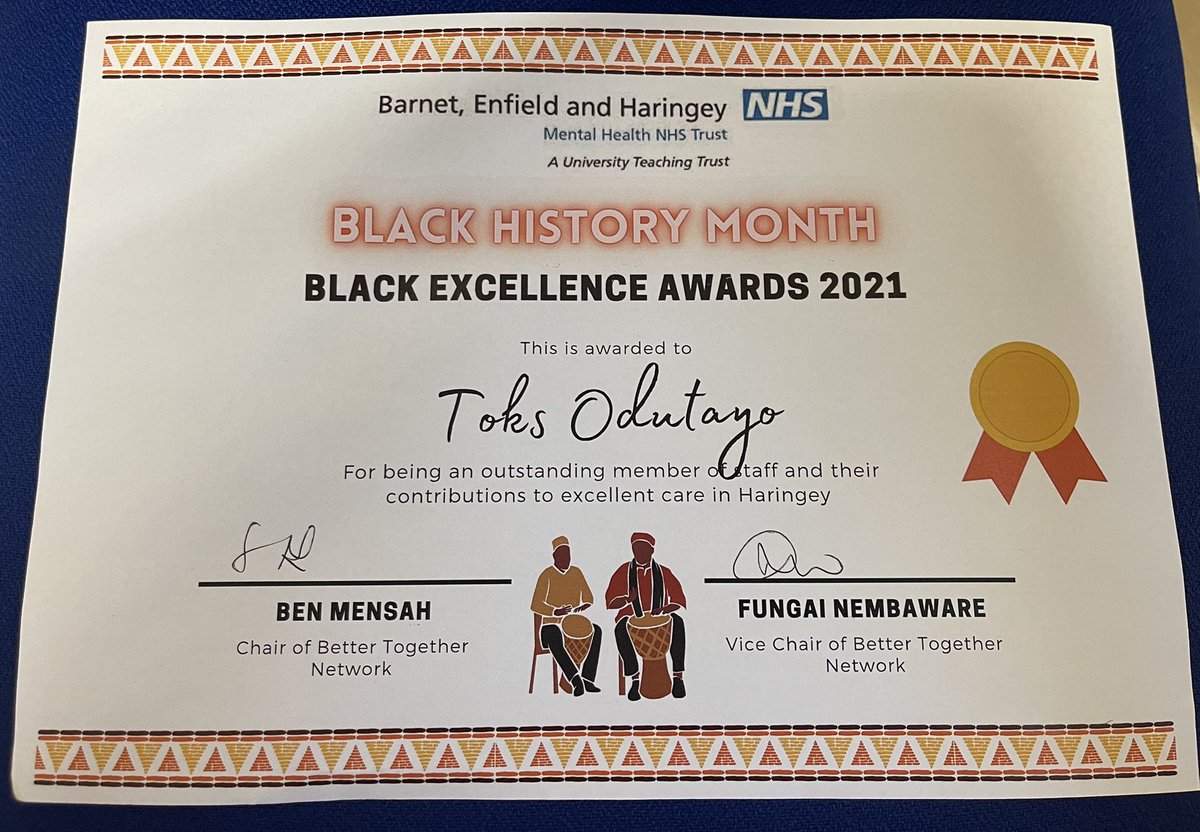 Barnet, Enfield and Haringey NHS
Mental Health NHS Trust
A University Teaching Trust
BLACK HISTORY MONTH
BLACK EXCELLENCE AWARDS 2021
This is awarded to
Toks Odutayo
For being an outstanding member of staff and their
contributions to excellent care in Haringey
BEN MENSAH
Chair of Better Together
Network
FUNGAI NEMBAWARE
Vice Chair of Better Together
Network